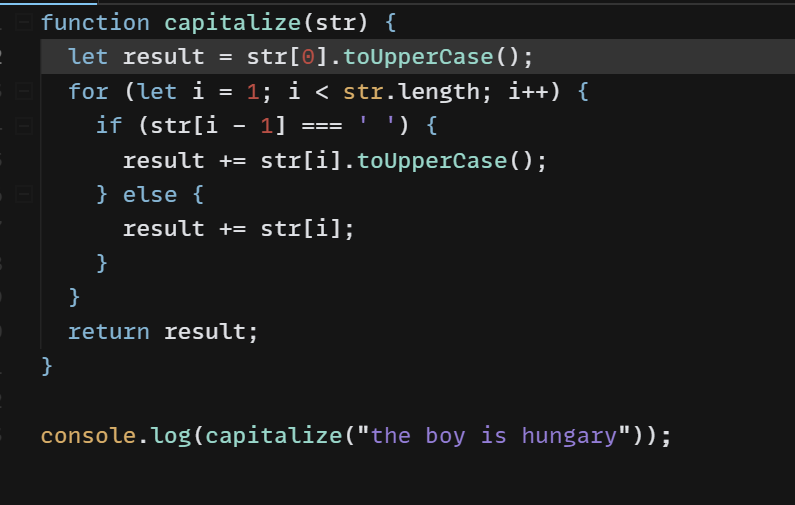 function capitalize(str) {
  let result = str[0].toUpperCase();
  for (let i = 1; i < str.length; i++) {
    if (str[i - 1] === ' ') {
      result += str[i].toUpperCase();
    } else {
      result += str[i];
    }
  }
  return result;
}
console.log(capitalize("the boy is hungary"));